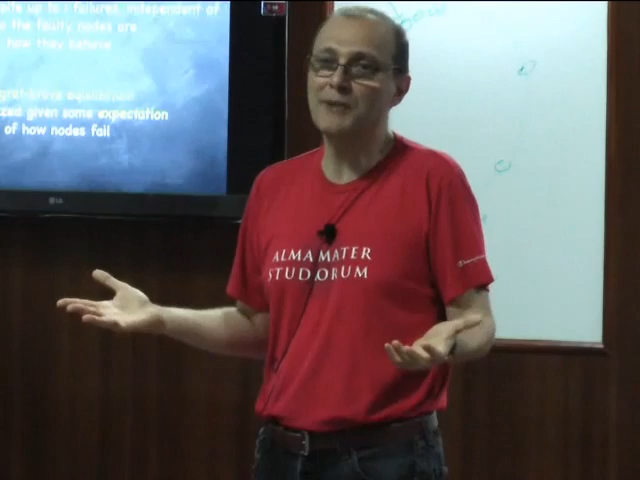 up to
failures, independent of
the faulty nodes are
how they behave
given some expectation
of how nodes fail
LG
ALMA MATER
STUDIORUM
Champion